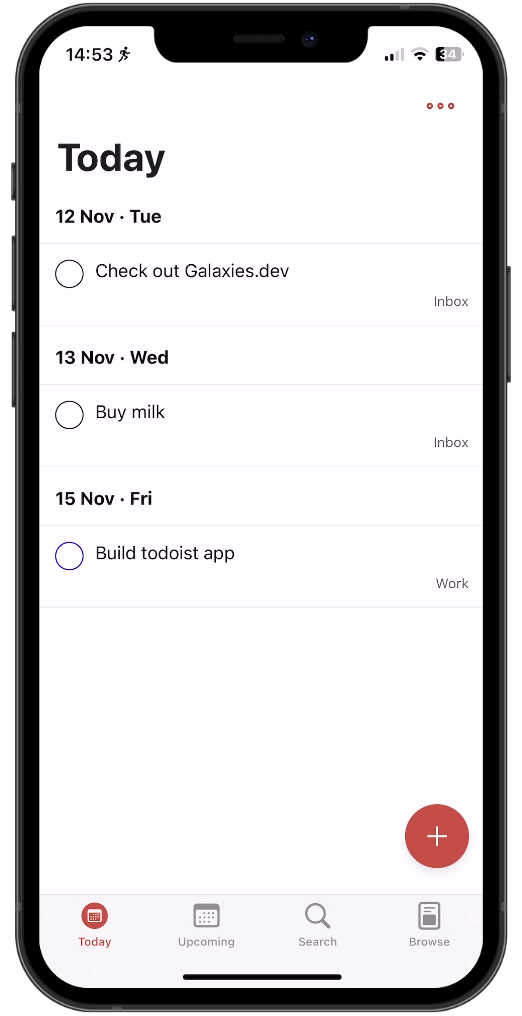 14:53
34
Today
12 Nov · Tue
Check out Galaxies.dev
Inbox
13 Nov · Wed
Buy milk
Inbox
15 Nov · Fri
Build todoist app
Work
Today
Upcoming
Search
Browse